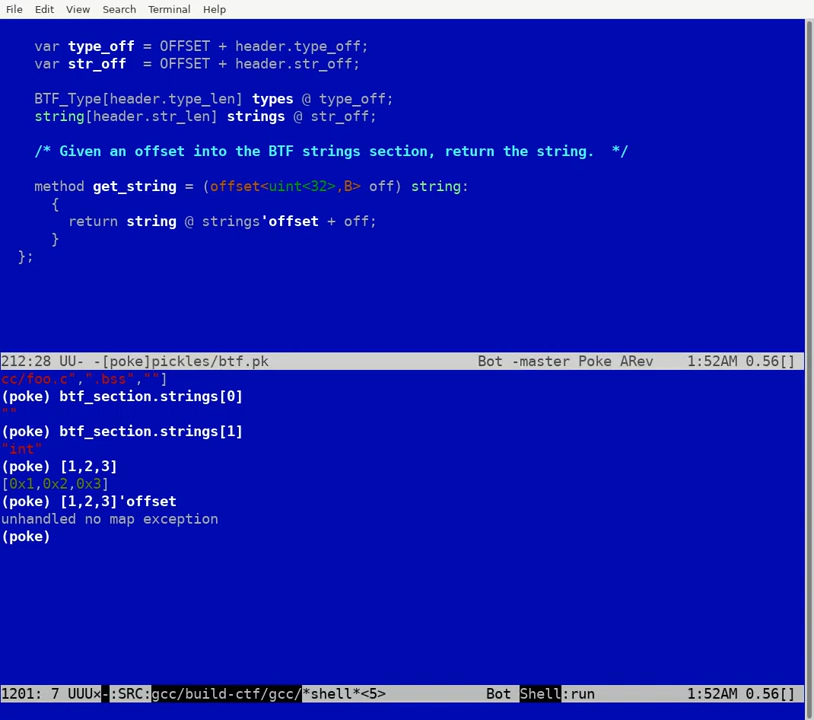 File Edit View Search Terminal Help
var type_off = OFFSET + header.type_off;
var str_off = OFFSET + header.str_off;
BTF_Type[header.type_len] types @ type_off;
string[header.str_len] strings @ str_off;
/* Given an offset into the BTF strings section, return the string.  */
method get_string = (offset<uint<32>,B> off) string:
{
return string @ strings'offset + off;
}
};
212:28 UU- -[poke]pickles/btf.pk Bot -master Poke ARev 1:52AM 0.56[]
cc/foo.c",".bss",""]
(poke) btf_section.strings[0]
""
(poke) btf_section.strings[1]
"int"
(poke) [1,2,3]
[0x1,0x2,0x3]
(poke) [1,2,3]'offset
unhandled no map exception
(poke)
1201: 7 UUU×-:SRC:gcc/build-ctf/gcc/*shell*<5> Bot Shell:run 1:52AM 0.56[]